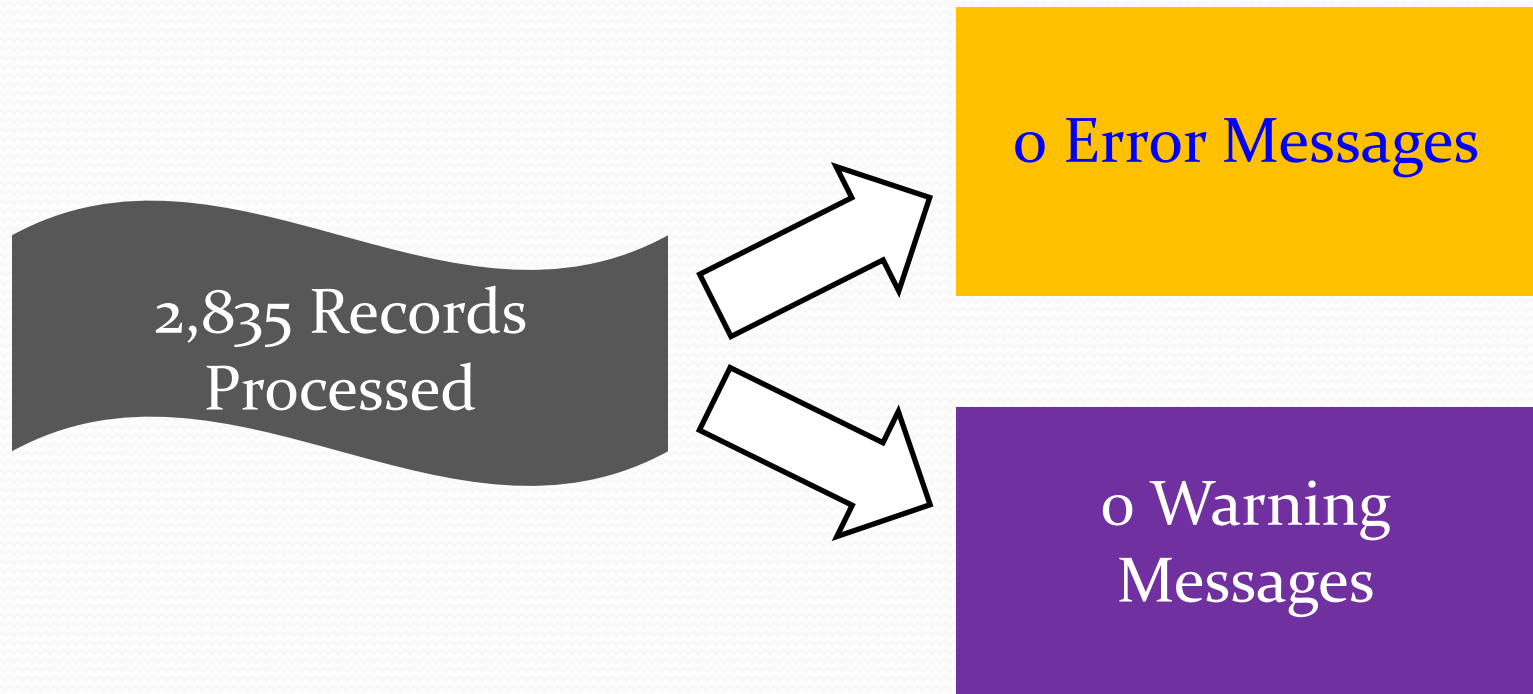 2,835 Records
Processed
0 Error Messages
0 Warning
Messages